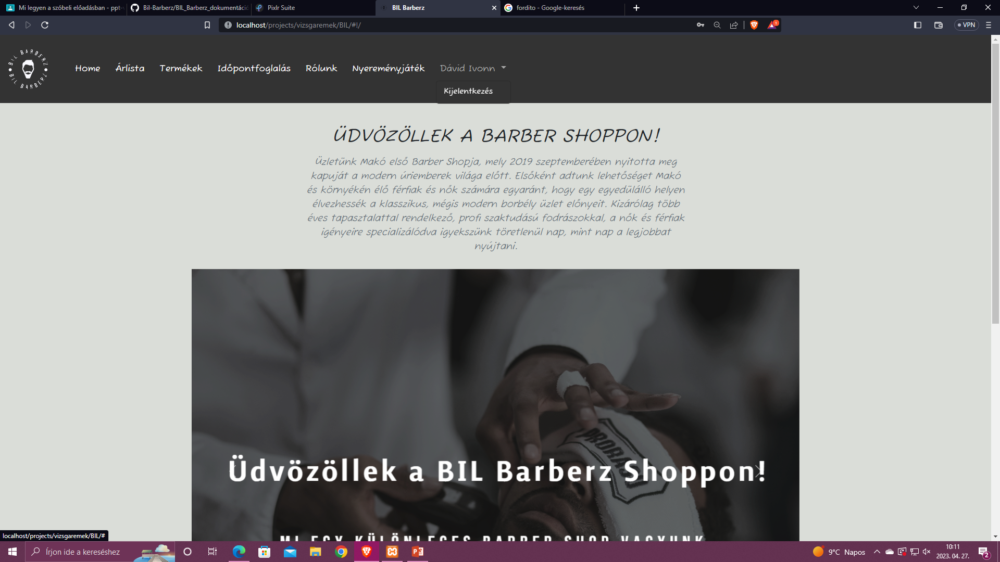 Mi legyen a szóbeli előadásban - ppt-
Bil-Barberz/BIL_Barberz_dokumentáció
Pixlr Suite
BIL Barberz
fordito - Google-keresés
localhost/projects/vizsgaremek/BIL/#!/
1
VPN
BIL BARBERZ
BIL BARBERZ
Home
Árlista
Termékek
Időpontfoglalás
Rólunk
Nyereményjáték
Dávid Ivonn
Kijelentkezés
ÜDVÖZÖLLEK A BARBER SHOPPON!
Üzletünk Makó első Barber Shopja, mely 2019 szeptemberében nyitotta meg
kapuját a modern úriemberek világa előtt. Elsőként adtunk lehetőséget Makó
és környékén élő férfiak és nők számára egyaránt, hogy egy egyedülálló helyen
élvezhessék a klasszikus, mégis modern borbély üzlet előnyeit. Kizárólag több
éves tapasztalattal rendelkező, profi szaktudású fodrászokkal, a nők és férfiak
igényeire specializálódva igyekszünk töretlenül nap, mint nap a legjobbat
nyújtani.
PRORASO
Üdvözöllek a BIL Barberz Shoppon!
MI EGY KÜLÖNLEGES BARBER SHOP VAGYUNK
localhost/projects/vizsgaremek/BIL/#
Írjon ide a kereséshez
9°C Napos
10:11
2023. 04. 27.
2